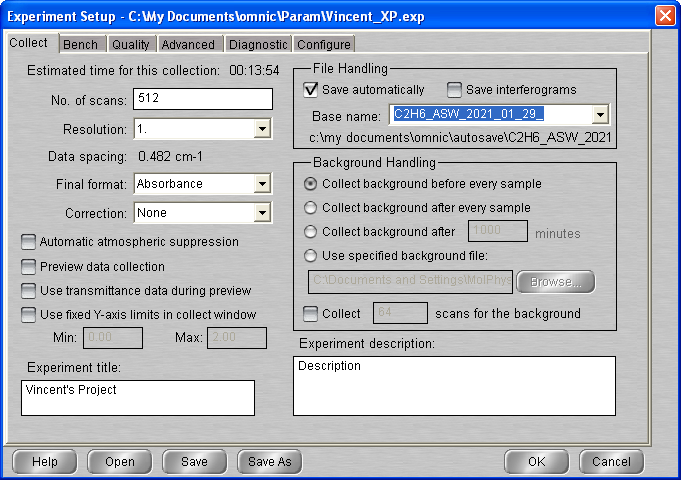 Experiment Setup - C:\My Documents\omnic\Param\Vincent_XP.exp
Collect Bench Quality Advanced Diagnostic Configure
Estimated time for this collection: 00:13:54
No. of scans: 512
Resolution: 1.
Data spacing: 0.482 cm-1
Final format: Absorbance
Correction: None
Automatic atmospheric suppression
Preview data collection
Use transmittance data during preview
Use fixed Y-axis limits in collect window
Min: 0.00 Max: 2.00
Experiment title:
Vincent's Project
File Handling
Save automatically Save interferograms
Base name: C2H6_ASW_2021_01_29_
c:\my documents\omnic\autosave\C2H6_ASW_2021
Background Handling
Collect background before every sample
Collect background after every sample
Collect background after 1000 minutes
Use specified background file:
C:\Documents and Settings\MolPhys Browse...
Collect 64 scans for the background
Experiment description:
Description
Help Open Save Save As OK Cancel